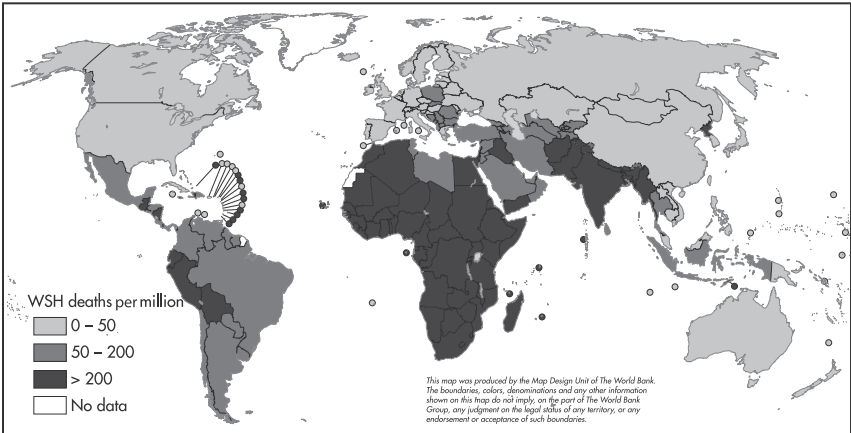 WSH deaths per million
0 – 50
50 – 200
> 200
No data
This map was produced by the Map Design Unit of The World Bank.
The boundaries, colors, denominations and any other information
shown on this map do not imply, on the part of The World Bank
Group, any judgment on the legal status of any territory, or any
endorsement or acceptance of such boundaries.